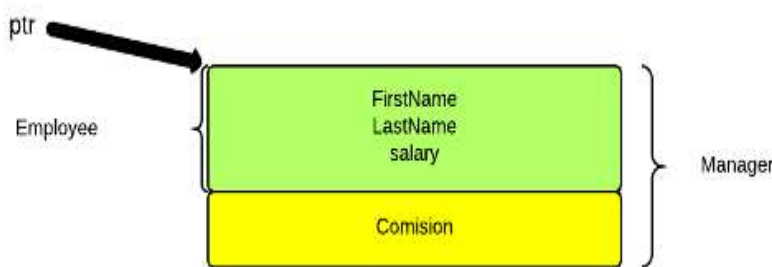 ptr
Employee
FirstName
LastName
salary
Manager
Comision